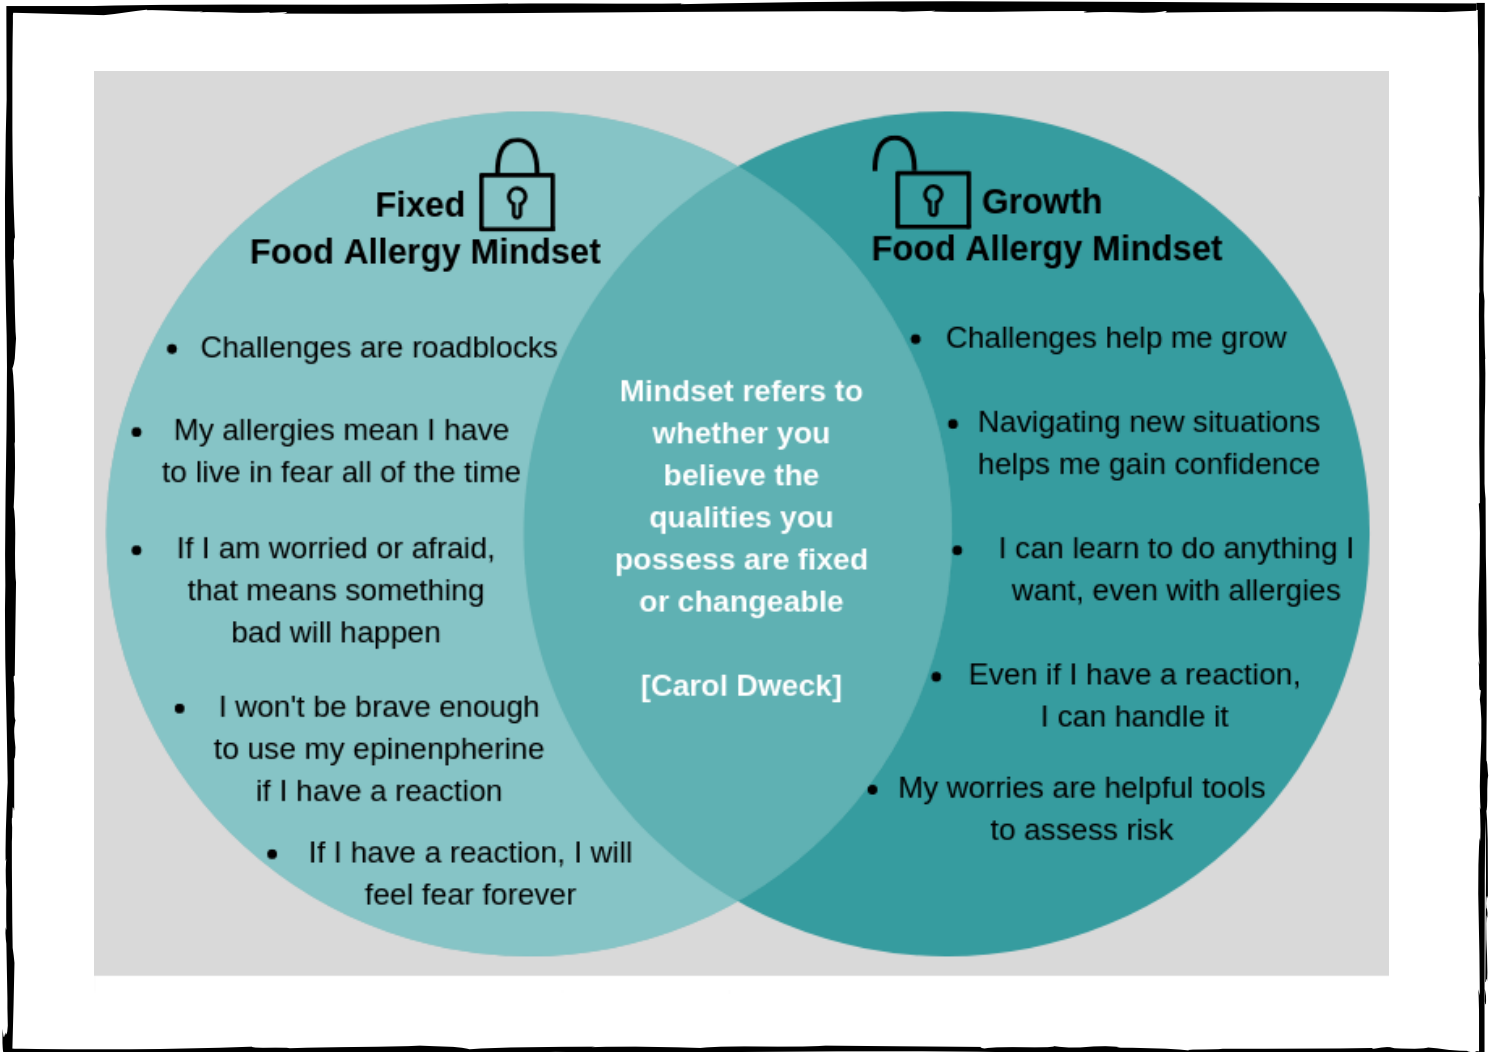 Fixed
Food Allergy Mindset
• Challenges are roadblocks
• My allergies mean I have
to live in fear all of the time
• If I am worried or afraid,
that means something
bad will happen
• I won't be brave enough
to use my epinenpherine
if I have a reaction
• If I have a reaction, I will
feel fear forever
Mindset refers to
whether you
believe the
qualities you
possess are fixed
or changeable
[Carol Dweck]
Growth
Food Allergy Mindset
• Challenges help me grow
• Navigating new situations
helps me gain confidence
• I can learn to do anything I
want, even with allergies
• Even if I have a reaction,
I can handle it
• My worries are helpful tools
to assess risk